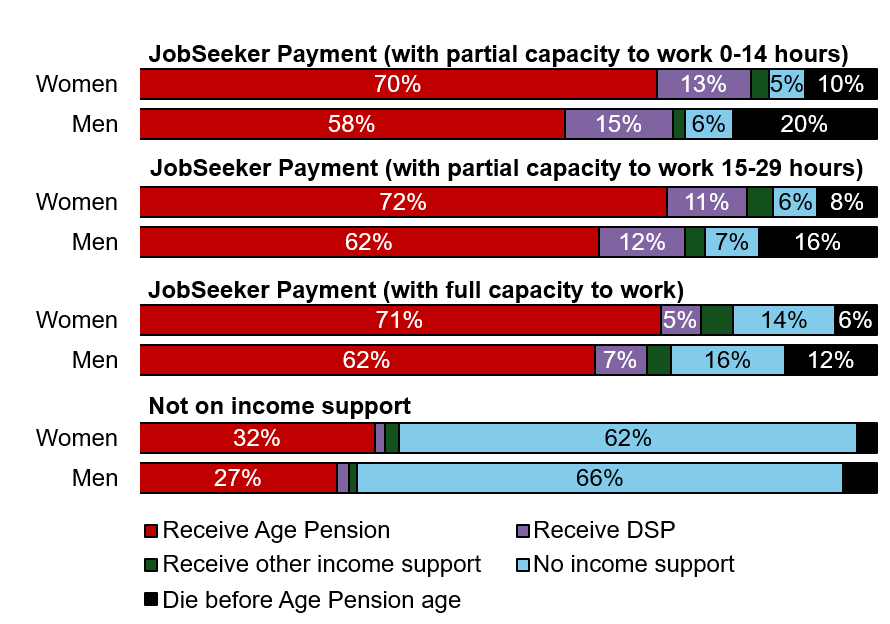 JobSeeker Payment (with partial capacity to work 0-14 hours)
Women 70% 13% 5% 10%
Men 58% 15% 6% 20%
JobSeeker Payment (with partial capacity to work 15-29 hours)
Women 72% 11% 6% 8%
Men 62% 12% 7% 16%
JobSeeker Payment (with full capacity to work)
Women 71% 5% 14% 6%
Men 62% 7% 16% 12%
Not on income support
Women 32% 62%
Men 27% 66%
Receive Age Pension Receive DSP
Receive other income support No income support
Die before Age Pension age